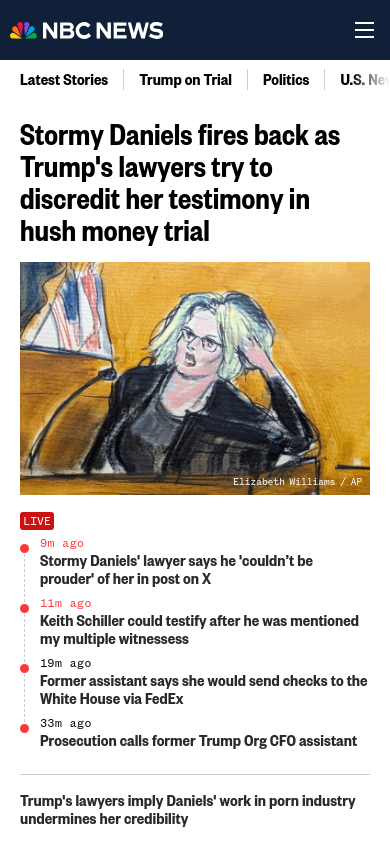 NBC NEWS
Latest Stories
Trump on Trial
Politics
U.S. Ne
Stormy Daniels fires back as
Trump's lawyers try to
discredit her testimony in
hush money trial
Elizabeth Williams / AP
LIVE
9m ago
Stormy Daniels' lawyer says he 'couldn’t be
prouder' of her in post on X
11m ago
Keith Schiller could testify after he was mentioned
my multiple witnessess
19m ago
Former assistant says she would send checks to the
White House via FedEx
33m ago
Prosecution calls former Trump Org CFO assistant
Trump's lawyers imply Daniels' work in porn industry
undermines her credibility